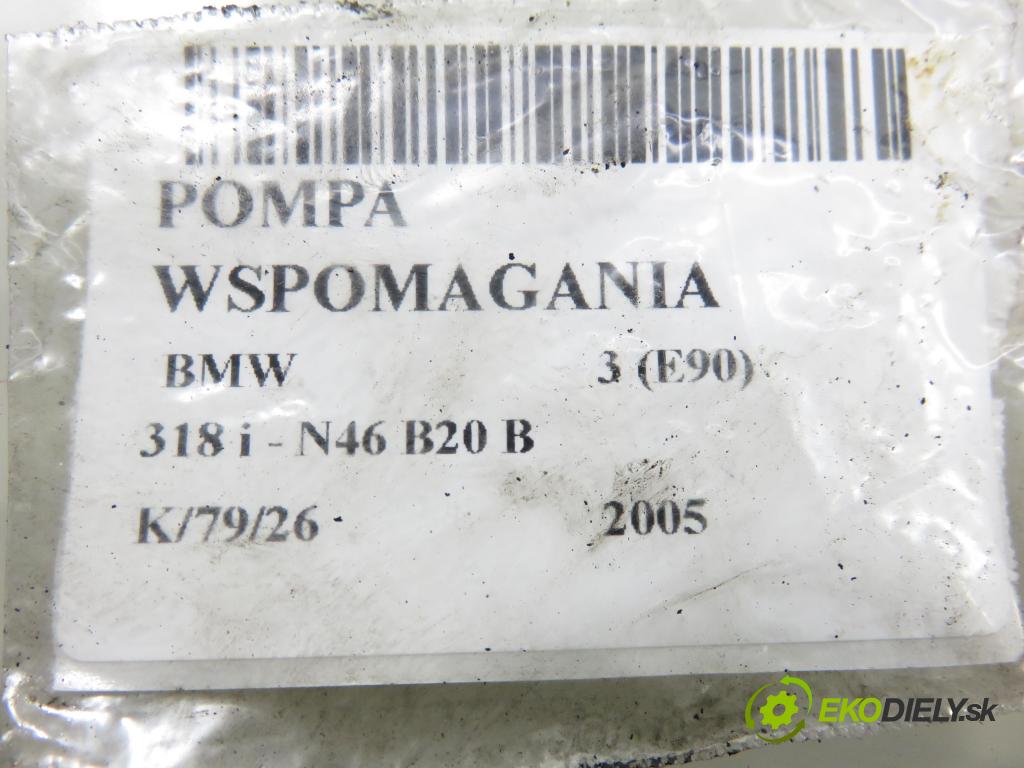 POMPA
WSPOMAGANIA
BMW 3 (E90)
318 i - N46 B20 B
K/79/26 2005
EKODIELY.sk